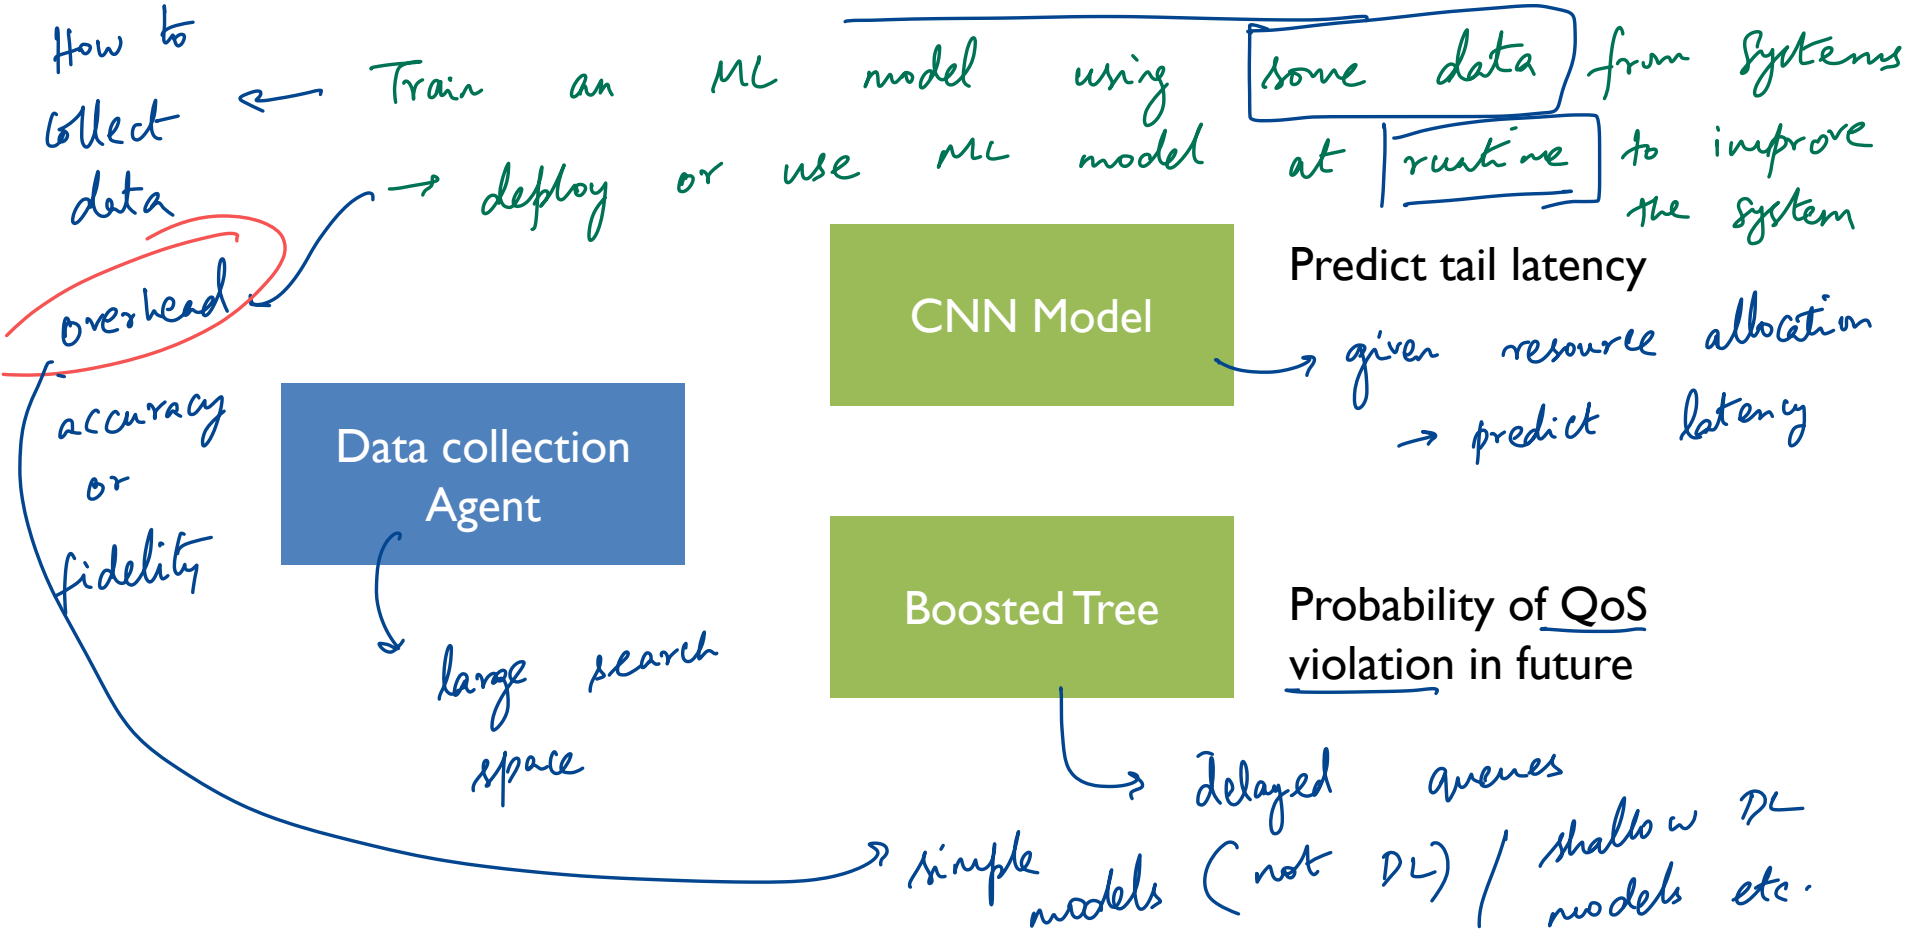 How to
collect
data
overhead
accuracy
or
fidelity
Train an ML model using some data from systems
→ deploy or use ML model at runtime to improve
the system
CNN Model
Predict tail latency
given resource allocation
→ predict latency
Data collection
Agent
large search
space
Boosted Tree
Probability of QoS
violation in future
delayed queues
simple
models (not DL) / shallow DL
models etc.